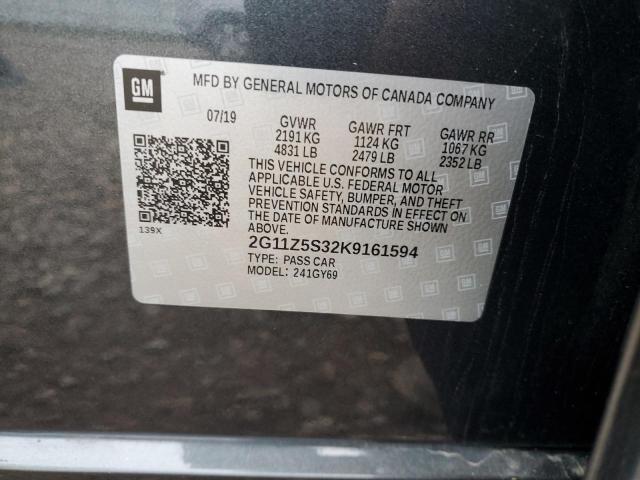 GM
MFD BY GENERAL MOTORS OF CANADA COMPANY
07/19 GVWR GAWR FRT GAWR RR
2191 KG 1124 KG 1067 KG
4831 LB 2479 LB 2352 LB
THIS VEHICLE CONFORMS TO ALL
APPLICABLE U.S. FEDERAL MOTOR
VEHICLE SAFETY, BUMPER, AND THEFT
PREVENTION STANDARDS IN EFFECT ON
THE DATE OF MANUFACTURE SHOWN
ABOVE.
139X
2G11Z5S32K9161594
TYPE: PASS CAR
MODEL: 241GY69